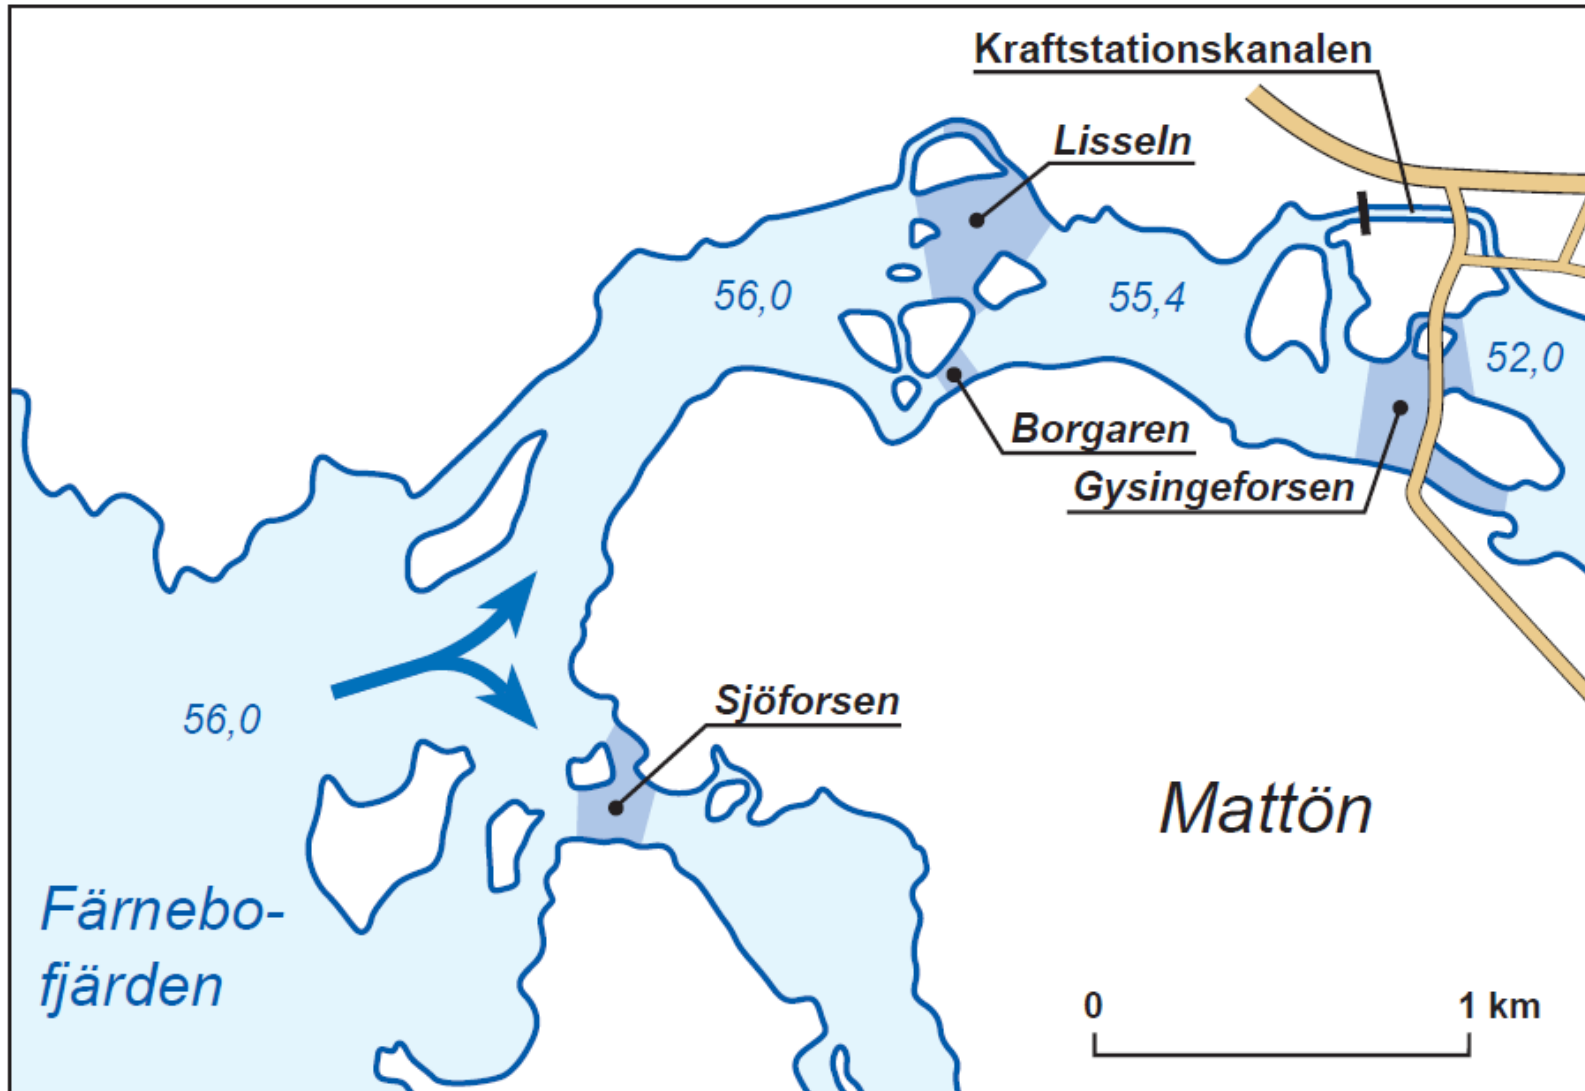 Kraftstationskanalen
Lisseln
56,0
55,4
52,0
Borgaren
Gysingeforsen
Sjöforsen
56,0
Mattön
Färnebo-
fjärden
0 1 km